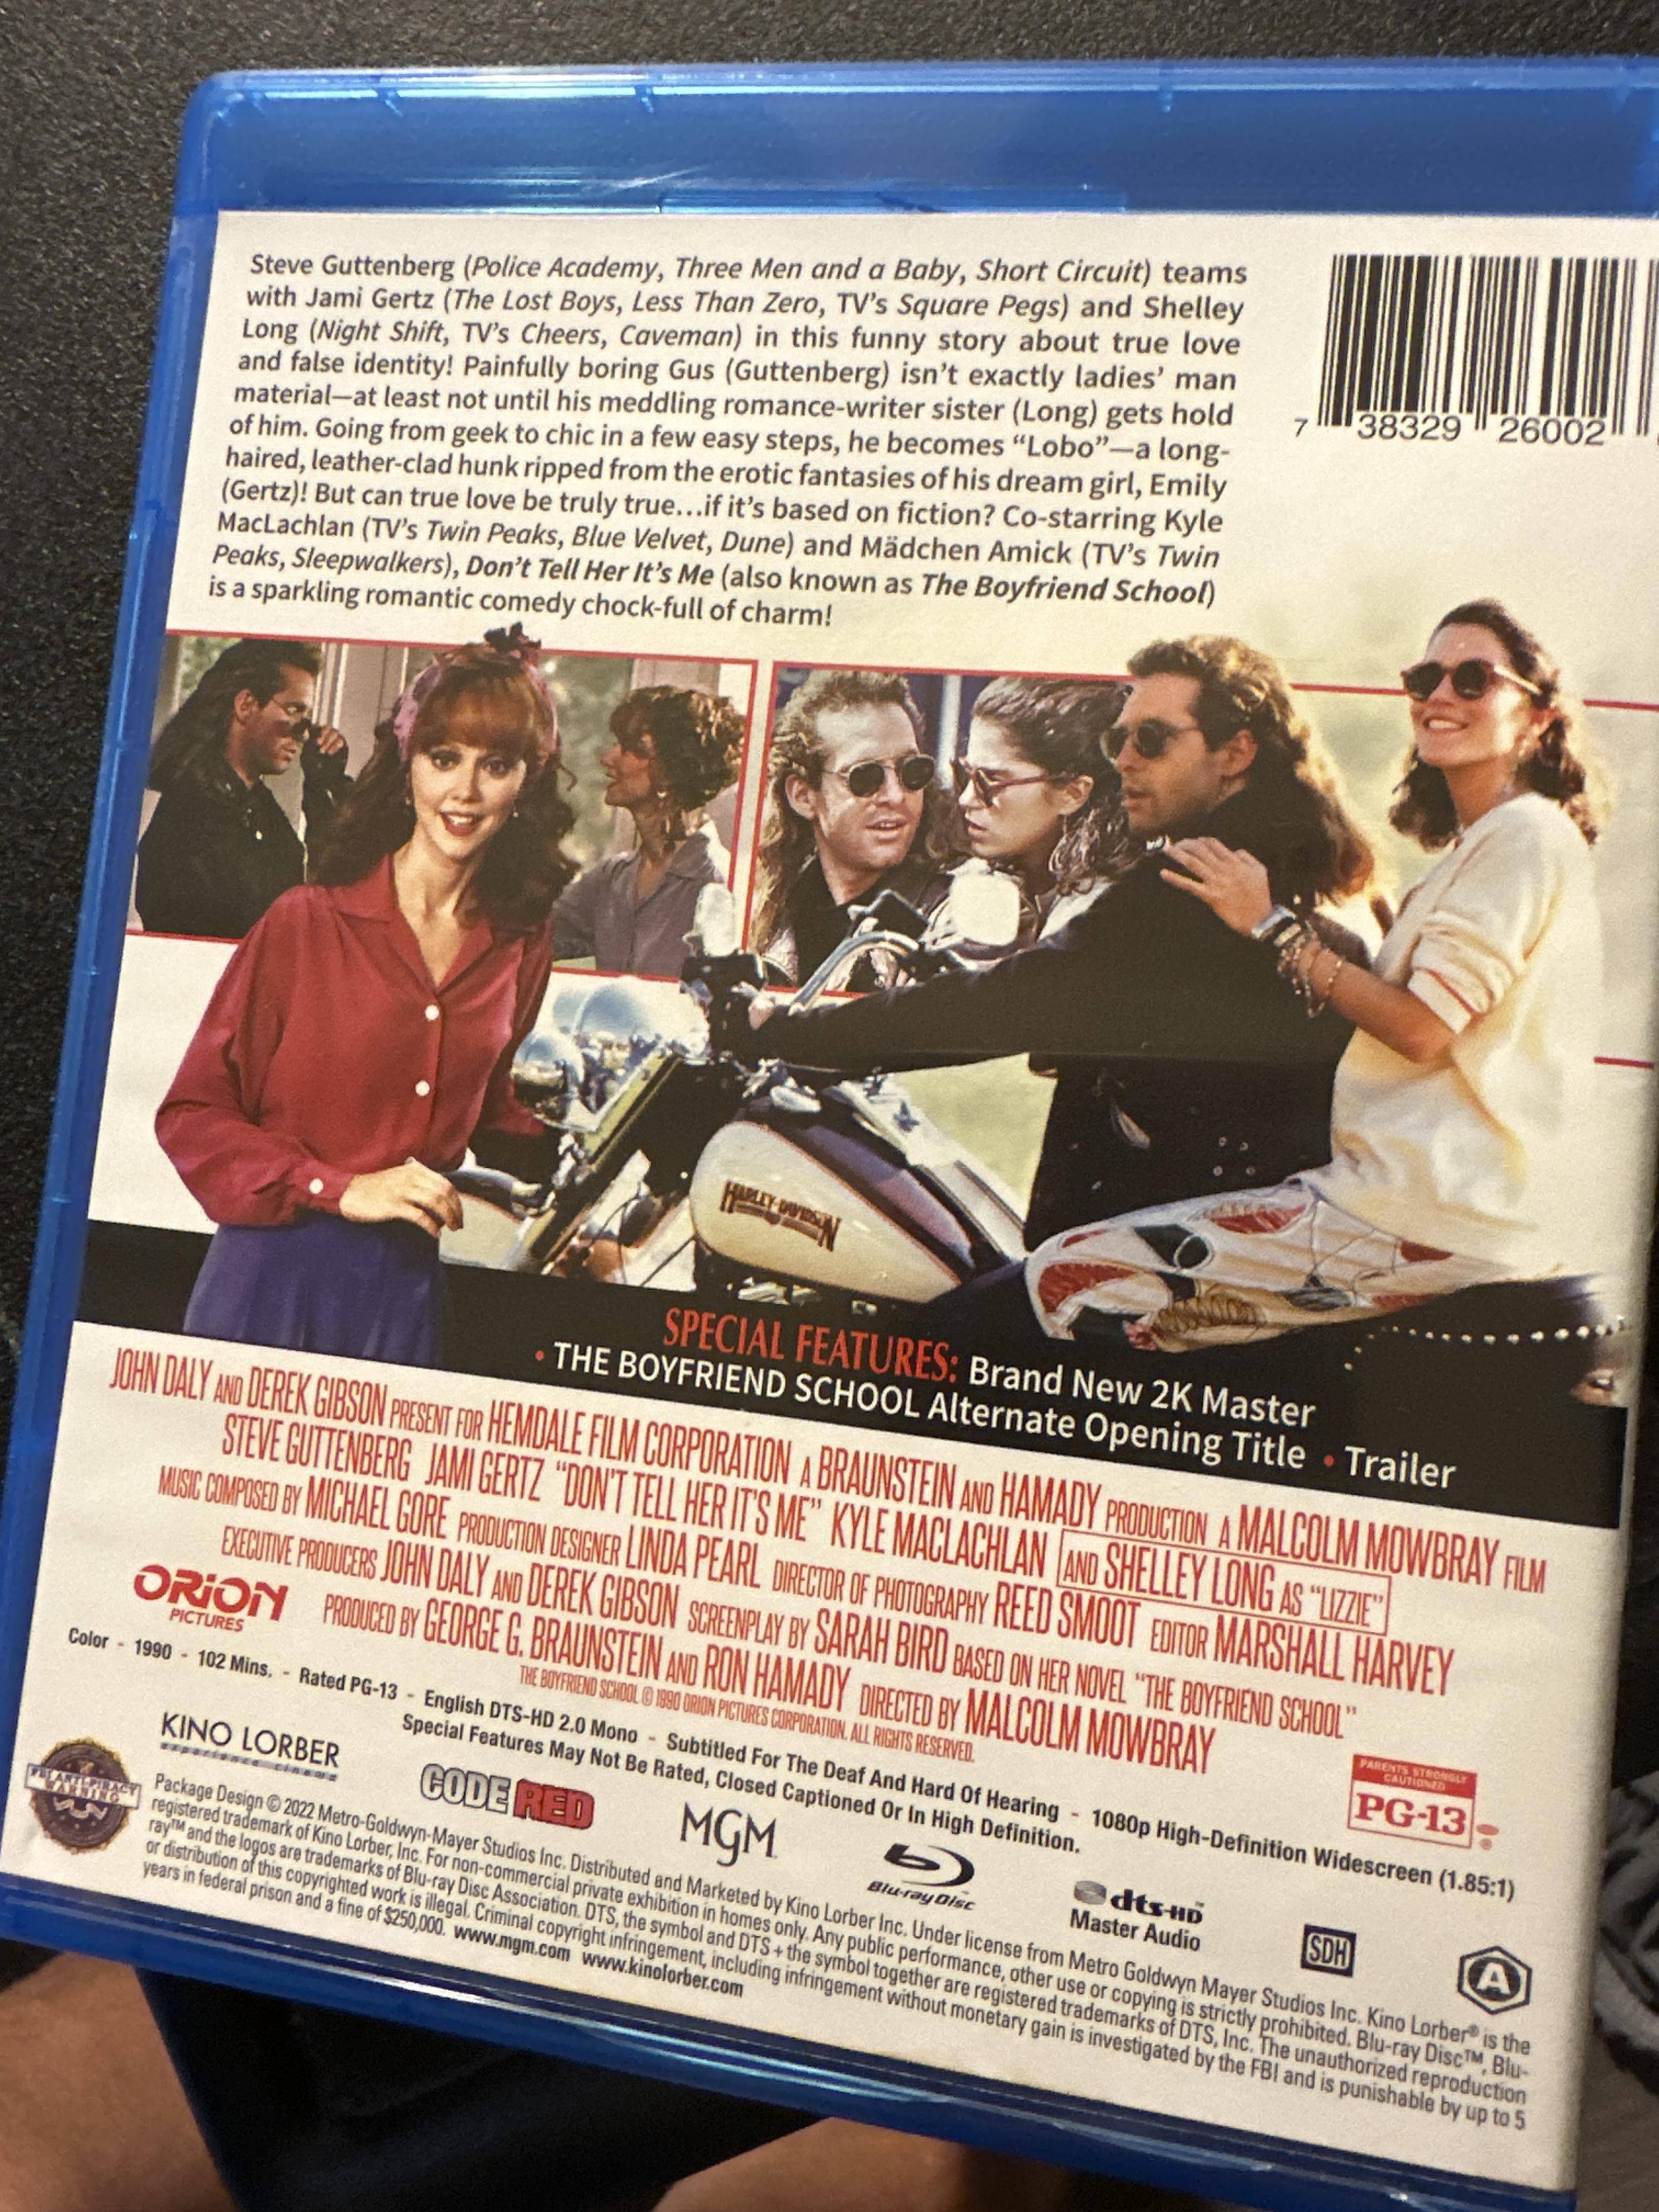 Steve Guttenberg (Police Academy, Three Men and a Baby, Short Circuit) teams
with Jami Gertz (The Lost Boys, Less Than Zero, TV's Square Pegs) and Shelley
Long (Night Shift, TV's Cheers, Caveman) in this funny story about true love
and false identity! Painfully boring Gus (Guttenberg) isn't exactly ladies' man
material—at least not until his meddling romance-writer sister (Long) gets hold
of him. Going from geek to chic in a few easy steps, he becomes "Lobo"—a long-
haired, leather-clad hunk ripped from the erotic fantasies of his dream girl, Emily
(Gertz)! But can true love be truly true...if it's based on fiction? Co-starring Kyle
MacLachlan (TV's Twin Peaks, Blue Velvet, Dune) and Mädchen Amick (TV's Twin
Peaks, Sleepwalkers), Don't Tell Her It's Me (also known as The Boyfriend School)
is a sparkling romantic comedy chock-full of charm!
7 38329 26002
HARLEY-DAVIDSON
SPECIAL FEATURES: Brand New 2K Master
• THE BOYFRIEND SCHOOL Alternate Opening Title • Trailer
JOHN DALY AND DEREK GIBSON PRESENT FOR HEMDALE FILM CORPORATION A BRAUNSTEIN AND HAMADY PRODUCTION A MALCOLM MOWBRAY FILM
STEVE GUTTENBERG JAMI GERTZ "DON'T TELL HER IT'S ME" KYLE MACLACHLAN AND SHELLEY LONG AS "LIZZIE"
MUSIC COMPOSED BY MICHAEL GORE PRODUCTION DESIGNER LINDA PEARL DIRECTOR OF PHOTOGRAPHY REED SMOOT EDITOR MARSHALL HARVEY
EXECUTIVE PRODUCERS JOHN DALY AND DEREK GIBSON SCREENPLAY BY SARAH BIRD BASED ON HER NOVEL "THE BOYFRIEND SCHOOL"
ORION
PICTURES
PRODUCED BY GEORGE G. BRAUNSTEIN AND RON HAMADY DIRECTED BY MALCOLM MOWBRAY
THE BOYFRIEND SCHOOL © 1990 ORION PICTURES CORPORATION. ALL RIGHTS RESERVED.
Color - 1990 - 102 Mins. - Rated PG-13 - English DTS-HD 2.0 Mono - Subtitled For The Deaf And Hard Of Hearing - 1080p High-Definition Widescreen (1.85:1)
Special Features May Not Be Rated, Closed Captioned Or In High Definition.
PARENTS STRONGLY
CAUTIONED
PG-13
FBI ANTI-PIRACY
WARNING
KINO LORBER
experience cinema
CODE RED
MGM
Blu-ray Disc
dts-HD
Master Audio
SDH
A
Package Design © 2022 Metro-Goldwyn-Mayer Studios Inc. Distributed and Marketed by Kino Lorber Inc. Under license from Metro Goldwyn Mayer Studios Inc. Kino Lorber® is the
registered trademark of Kino Lorber, Inc. For non-commercial private exhibition in homes only. Any public performance, other use or copying is strictly prohibited. Blu-ray Disc™, Blu-
ray™ and the logos are trademarks of Blu-ray Disc Association. DTS, the symbol and DTS + the symbol together are registered trademarks of DTS, Inc. The unauthorized reproduction
or distribution of this copyrighted work is illegal. Criminal copyright infringement, including infringement without monetary gain is investigated by the FBI and is punishable by up to 5
years in federal prison and a fine of $250,000. www.mgm.com www.kinolorber.com